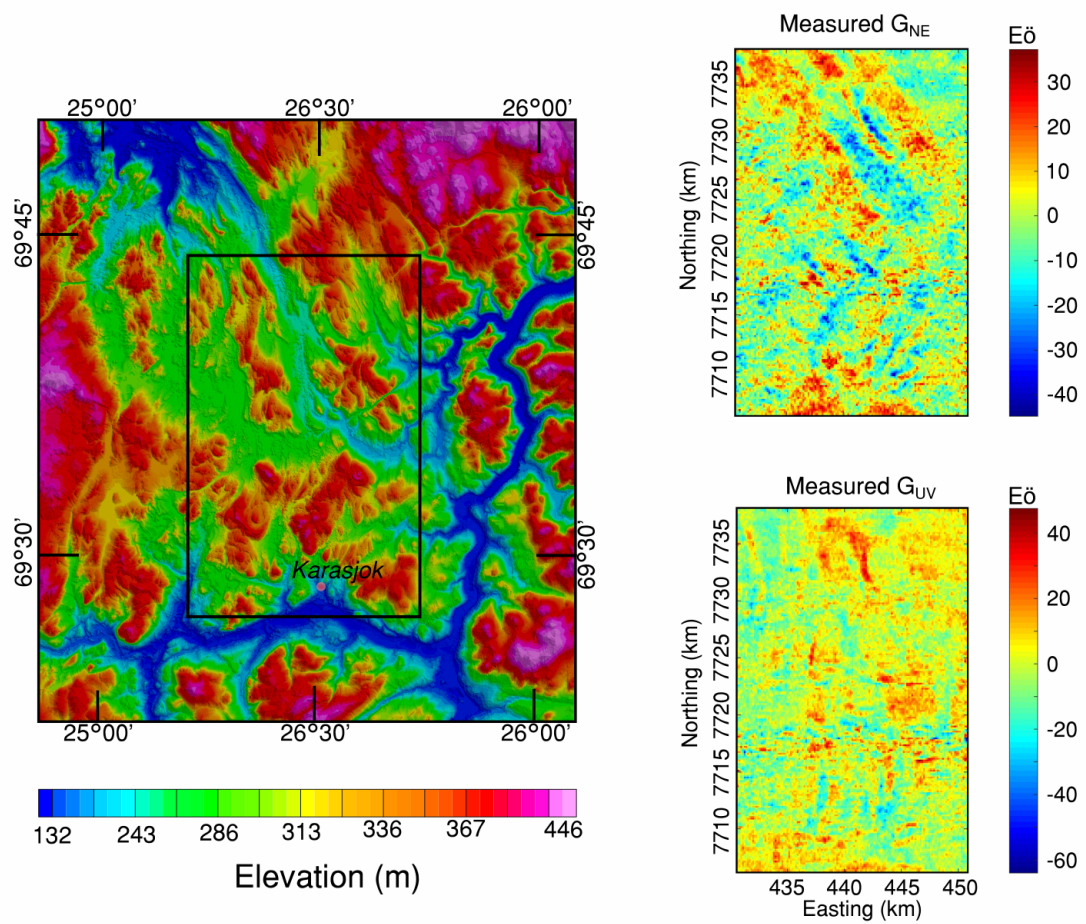 25°00' 26°30' 26°00'
69°45' 69°45'
69°30' 69°30'
Karasjok
25°00' 26°30' 26°00'
132 243 286 313 336 367 446
Elevation (m)
Measured GNE
Eö
Northing (km)
7735
7730
7725
7720
7715
7710
30
20
10
0
-10
-20
-30
-40
Measured GUV
Eö
Northing (km)
7735
7730
7725
7720
7715
7710
40
20
0
-20
-40
-60
435 440 445 450
Easting (km)